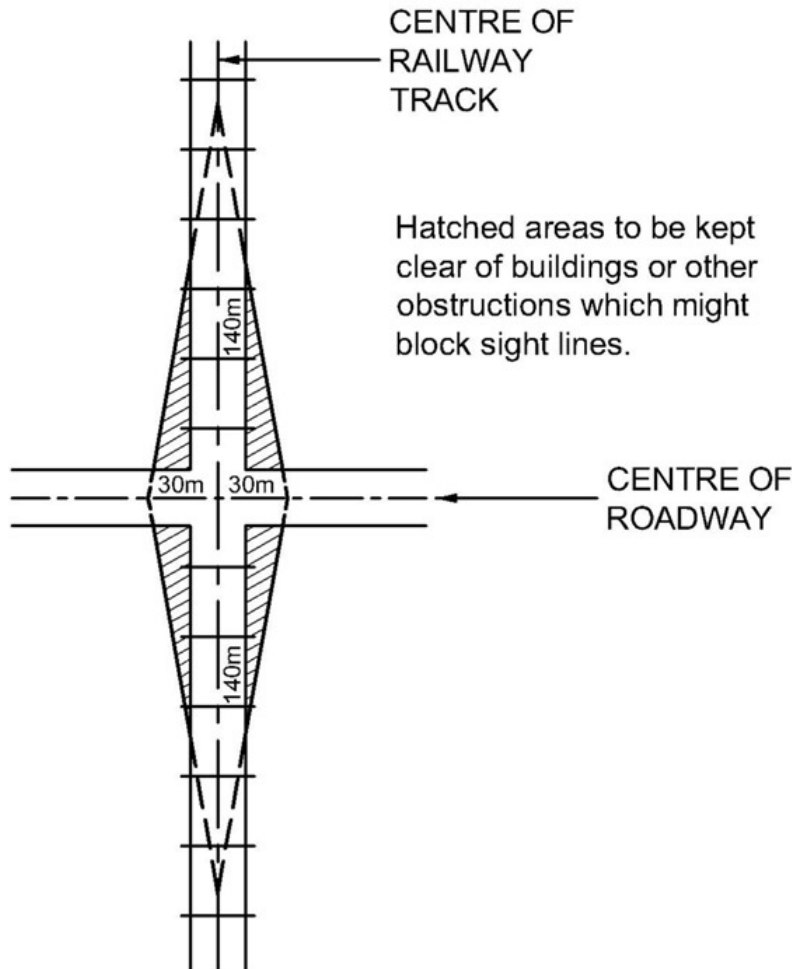 CENTRE OF
RAILWAY
TRACK
Hatched areas to be kept
clear of buildings or other
obstructions which might
block sight lines.
140m
30m 30m
CENTRE OF
ROADWAY
140m